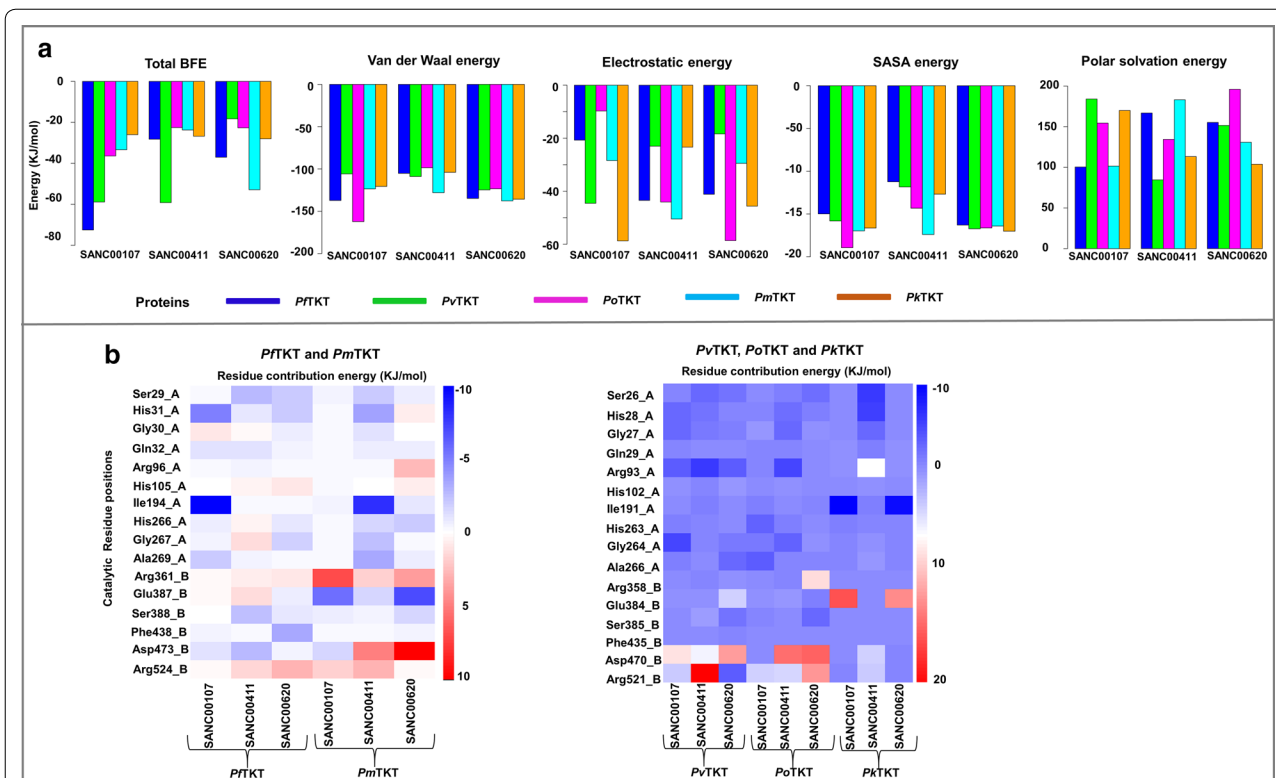 a
Total BFE
Van der Waal energy
Electrostatic energy
SASA energy
Polar solvation energy
Energy (KJ/mol)
0
-20
-40
-60
-80
SANC00107 SANC00411 SANC00620
0
-50
-100
-150
-200
SANC00107 SANC00411 SANC00620
0
-20
-40
-60
SANC00107 SANC00411 SANC00620
0
-5
-10
-15
-20
SANC00107 SANC00411 SANC00620
200
150
100
50
0
SANC00107 SANC00411 SANC00620
Proteins PfTKT PvTKT PoTKT PmTKT PkTKT
b
PfTKT and PmTKT
Residue contribution energy (KJ/mol)
Catalytic Residue positions
Ser29_A
His31_A
Gly30_A
Gln32_A
Arg96_A
His105_A
Ile194_A
His266_A
Gly267_A
Ala269_A
Arg361_B
Glu387_B
Ser388_B
Phe438_B
Asp473_B
Arg524_B
-10
-5
0
5
10
SANC00107 SANC00411 SANC00620 SANC00107 SANC00411 SANC00620
PfTKT PmTKT
PvTKT, PoTKT and PkTKT
Residue contribution energy (KJ/mol)
Ser26_A
His28_A
Gly27_A
Gln29_A
Arg93_A
His102_A
Ile191_A
His263_A
Gly264_A
Ala266_A
Arg358_B
Glu384_B
Ser385_B
Phe435_B
Asp470_B
Arg521_B
-10
0
10
20
SANC00107 SANC00411 SANC00620 SANC00107 SANC00411 SANC00620 SANC00107 SANC00411 SANC00620
PvTKT PoTKT PkTKT